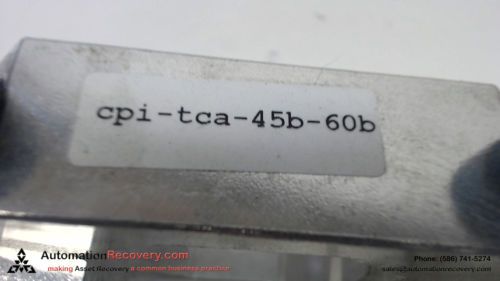 cpi-tca-45b-60b
AutomationRecovery.com
making Asset Recovery a common business practice
Phone: (586) 741-5274
sales@automationrecovery.com